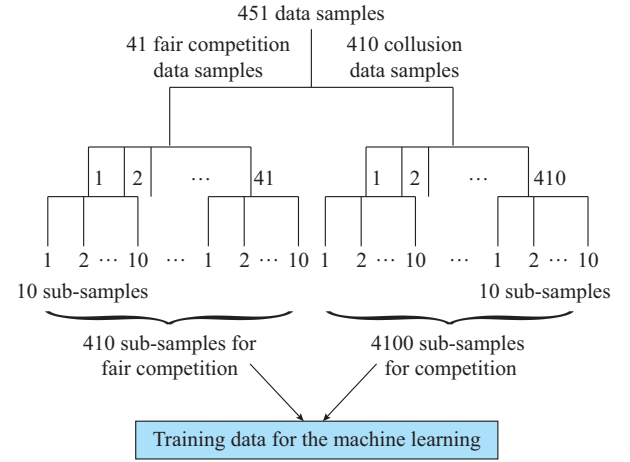 451 data samples
41 fair competition
data samples
410 collusion
data samples
1 2 ⋯ 41
1 2 ⋯ 410
1 2 ⋯ 10 ⋯ 1 2 ⋯ 10
1 2 ⋯ 10 ⋯ 1 2 ⋯ 10
10 sub-samples
10 sub-samples
410 sub-samples for
fair competition
4100 sub-samples
for competition
Training data for the machine learning